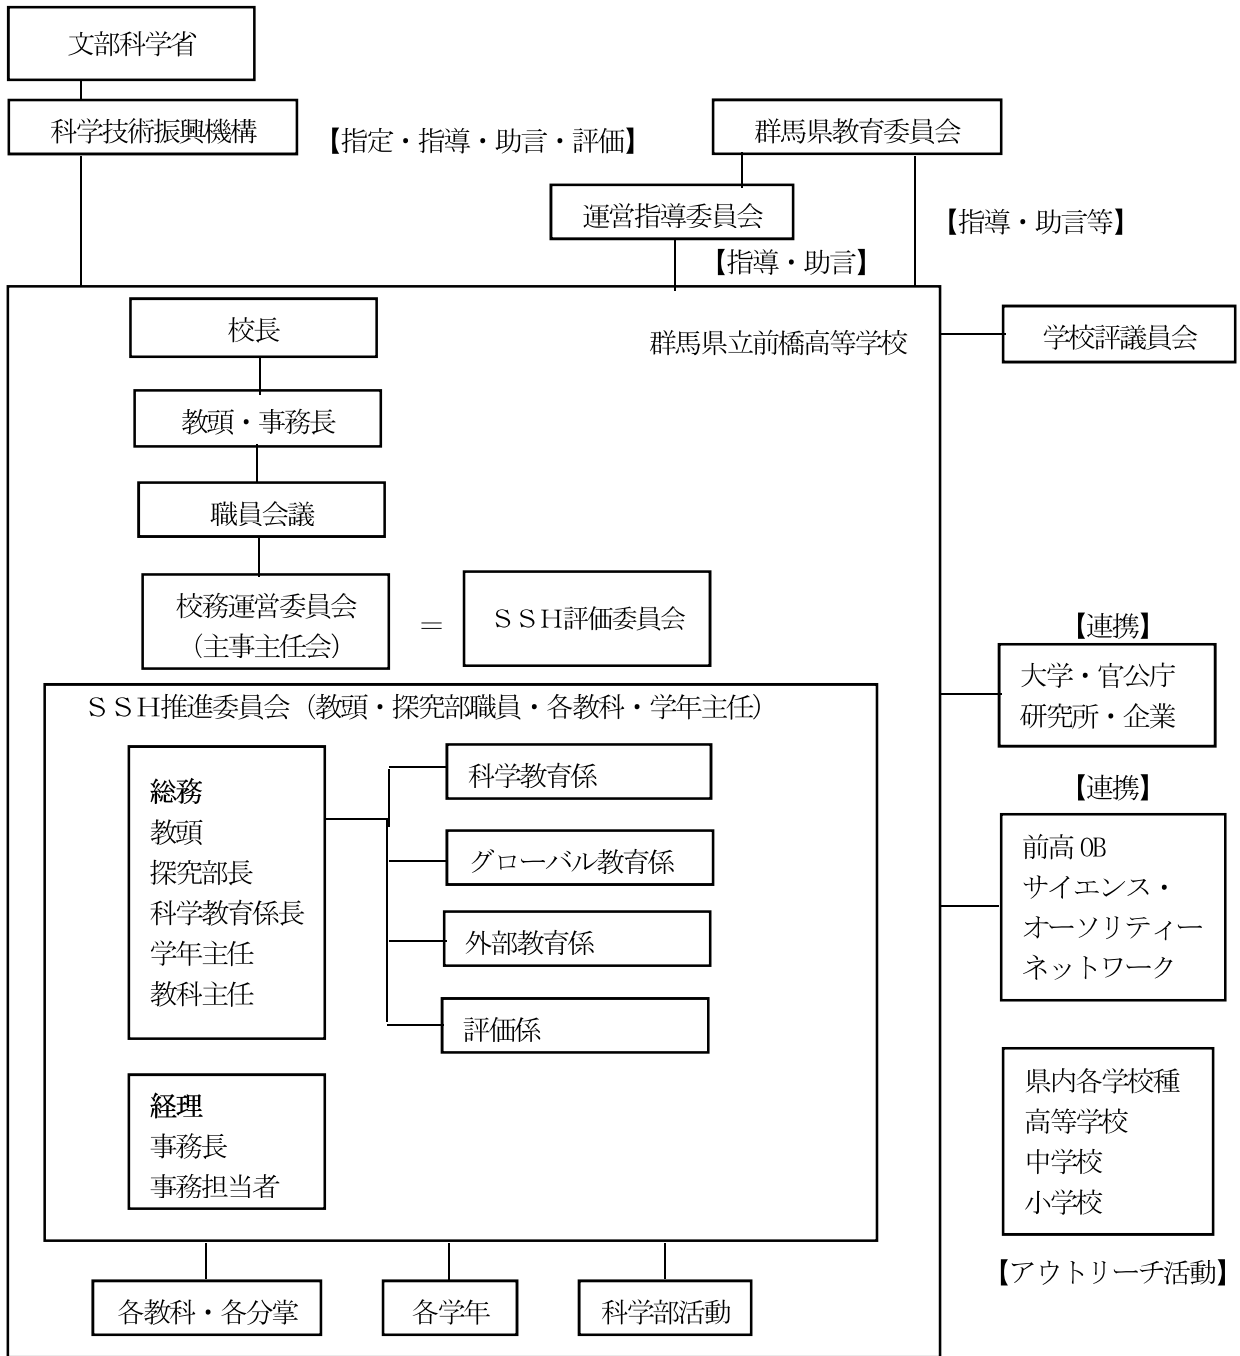 文部科学省
科学技術振興機構
【指定・指導・助言・評価】
群馬県教育委員会
運営指導委員会
【指導・助言等】
【指導・助言】
校長
群馬県立前橋高等学校
学校評議員会
教頭・事務長
職員会議
校務運営委員会
（主事主任会）
＝
ＳＳＨ評価委員会
【連携】
大学・官公庁
研究所・企業
ＳＳＨ推進委員会（教頭・探究部職員・各教科・学年主任）
総務
教頭
探究部長
科学教育係長
学年主任
教科主任
科学教育係
グローバル教育係
外部教育係
評価係
【連携】
前高 OB
サイエンス・
オーソリティー
ネットワーク
経理
事務長
事務担当者
県内各学校種
高等学校
中学校
小学校
【アウトリーチ活動】
各教科・各分掌
各学年
科学部活動